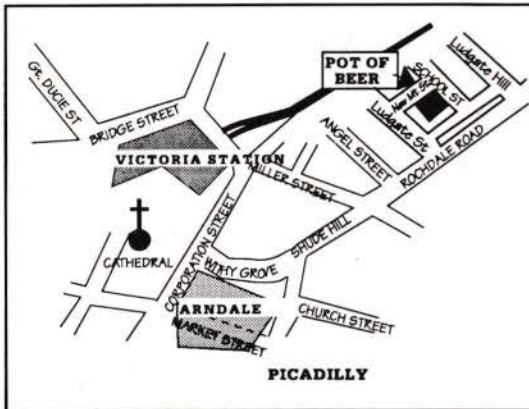 POT OF
BEER
Ludgate Hill
SCHOOL ST
New Mt St
Ludgate St
Gt. DUCIE ST.
BRIDGE STREET
ANGEL STREET
ROCHDALE ROAD
VICTORIA STATION
MILLER STREET
SHUDE HILL
CATHEDRAL
CORPORATION STREET
WITHY GROVE
ARNDALE
CHURCH STREET
MARKET STREET
PICADILLY